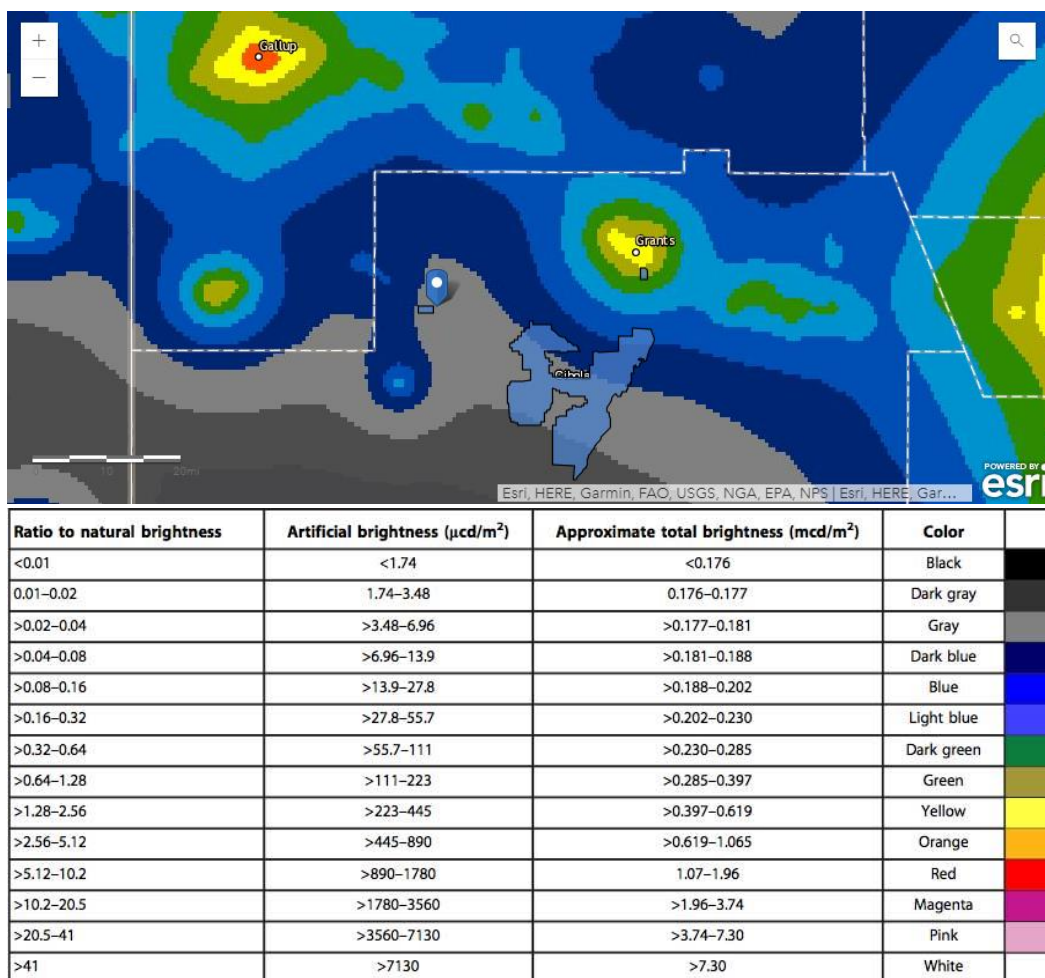 +
Gallup
−
Grants
Cibola
0 10 20mi
POWERED BY
esri
Esri, HERE, Garmin, FAO, USGS, NGA, EPA, NPS | Esri, HERE, Gar...
Ratio to natural brightness Artificial brightness (μcd/m²) Approximate total brightness (mcd/m²) Color
<0.01 <1.74 <0.176 Black
0.01–0.02 1.74–3.48 0.176–0.177 Dark gray
>0.02–0.04 >3.48–6.96 >0.177–0.181 Gray
>0.04–0.08 >6.96–13.9 >0.181–0.188 Dark blue
>0.08–0.16 >13.9–27.8 >0.188–0.202 Blue
>0.16–0.32 >27.8–55.7 >0.202–0.230 Light blue
>0.32–0.64 >55.7–111 >0.230–0.285 Dark green
>0.64–1.28 >111–223 >0.285–0.397 Green
>1.28–2.56 >223–445 >0.397–0.619 Yellow
>2.56–5.12 >445–890 >0.619–1.065 Orange
>5.12–10.2 >890–1780 1.07–1.96 Red
>10.2–20.5 >1780–3560 >1.96–3.74 Magenta
>20.5–41 >3560–7130 >3.74–7.30 Pink
>41 >7130 >7.30 White